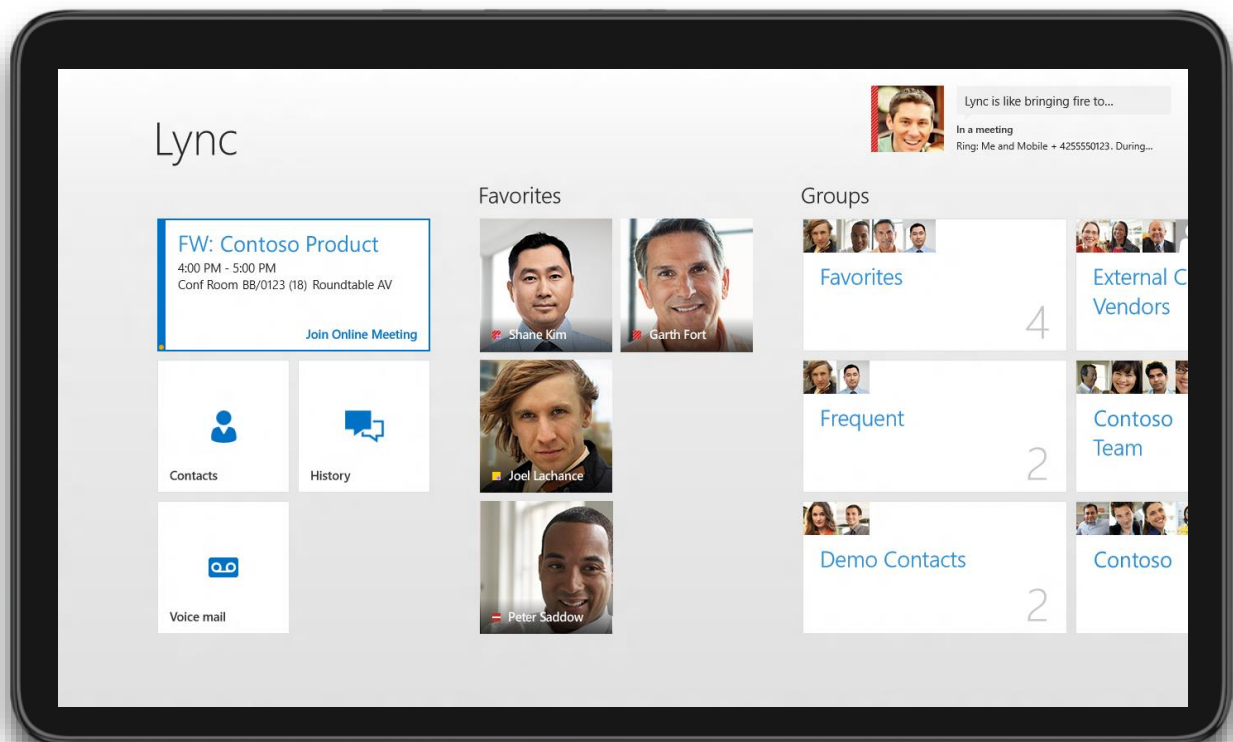 Lync is like bringing fire to...
In a meeting
Ring: Me and Mobile + 4255550123. During...
Lync
Favorites
Groups
FW: Contoso Product
4:00 PM - 5:00 PM
Conf Room BB/0123 (18) Roundtable AV
Join Online Meeting
Contacts
History
Voice mail
Shane Kim
Garth Fort
Joel Lachance
Peter Saddow
Favorites
4
External C
Vendors
Frequent
2
Contoso
Team
Demo Contacts
2
Contoso